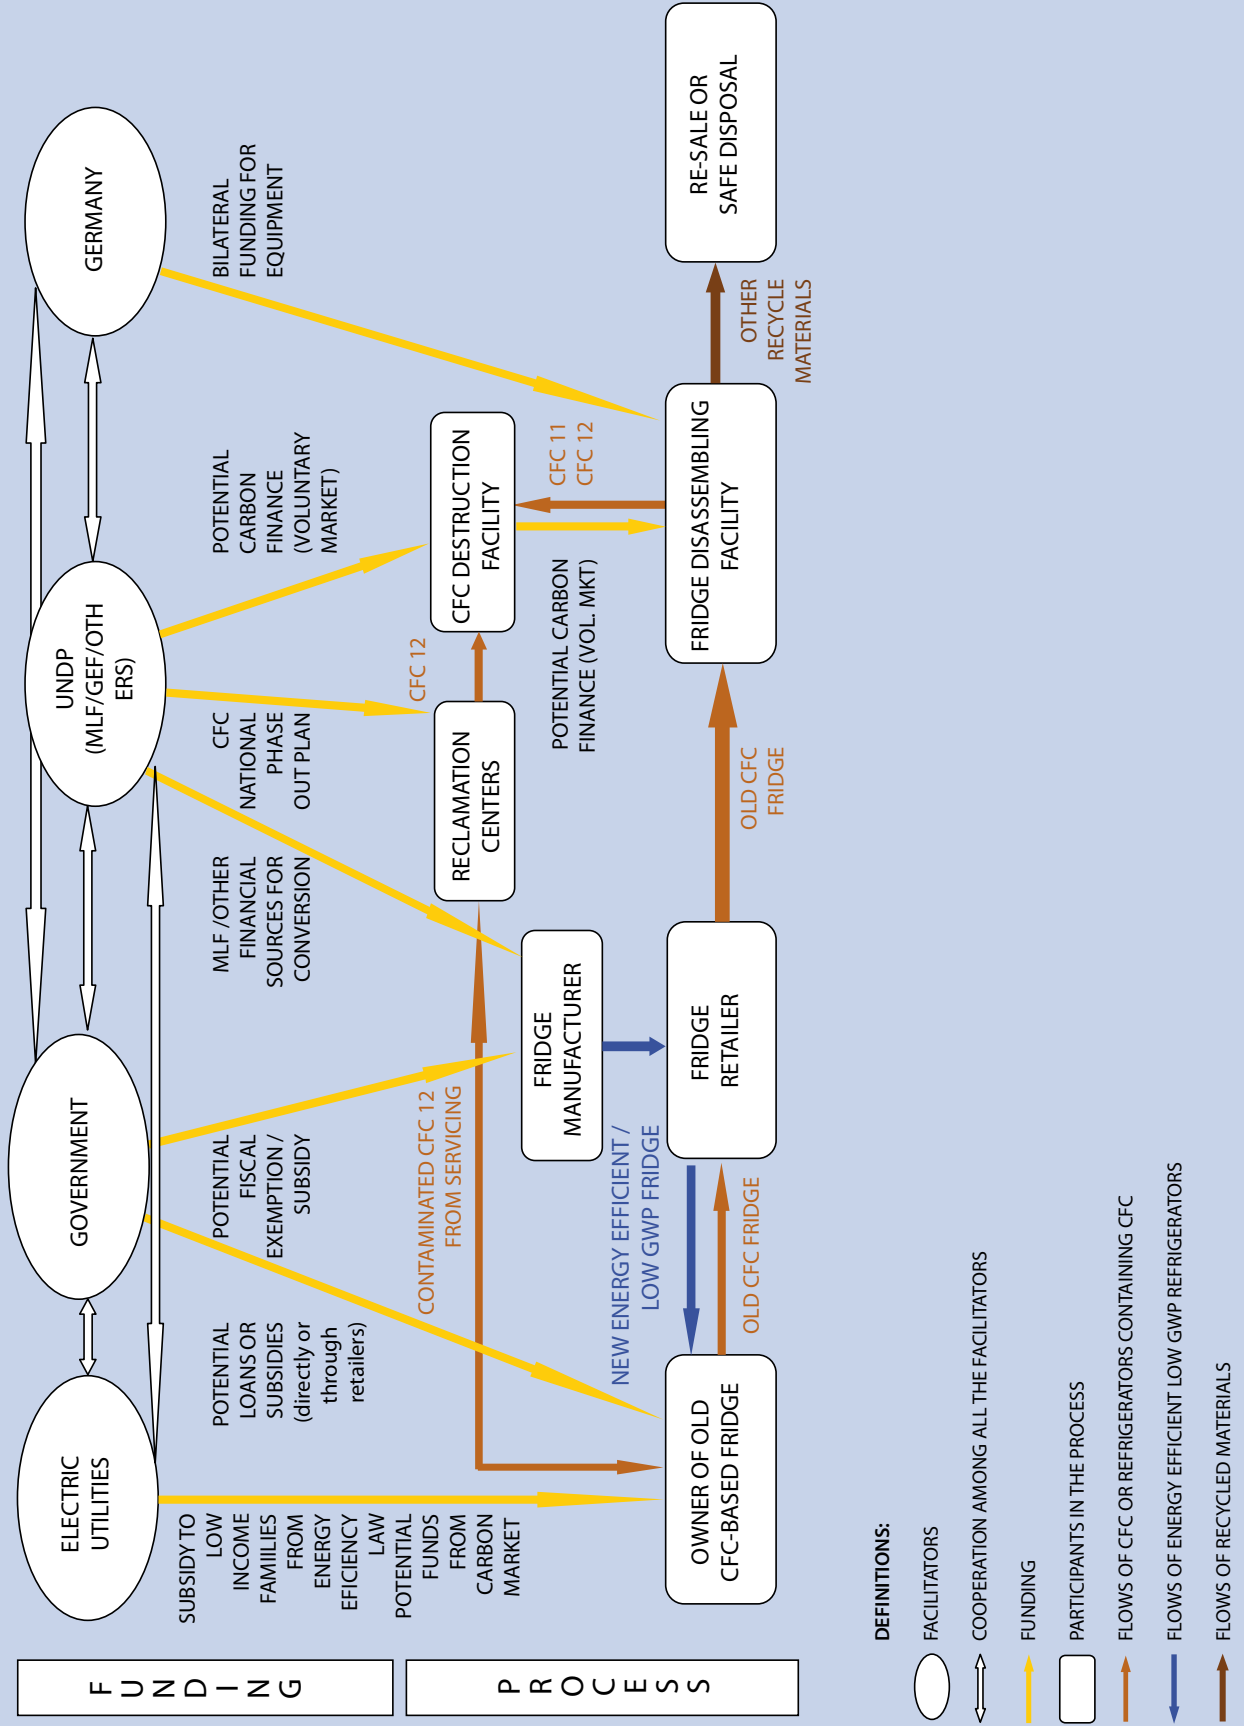 FUNDING
PROCESS
ELECTRIC
UTILITIES
GOVERNMENT
UNDP
(MLF/GEF/OTH
ERS)
GERMANY
SUBSIDY TO
LOW
INCOME
FAMILIES
FROM
ENERGY
EFICIENCY
LAW
POTENTIAL
FUNDS
FROM
CARBON
MARKET
POTENTIAL
LOANS OR
SUBSIDIES
(directly or
through
retailers)
POTENTIAL
FISCAL
EXEMPTION /
SUBSIDY
MLF /OTHER
FINANCIAL
SOURCES FOR
CONVERSION
CFC
NATIONAL
PHASE
OUT PLAN
POTENTIAL
CARBON
FINANCE
(VOLUNTARY
MARKET)
BILATERAL
FUNDING FOR
EQUIPMENT
CONTAMINATED CFC 12
FROM SERVICING
RECLAMATION
CENTERS
CFC 12
CFC DESTRUCTION
FACILITY
FRIDGE
MANUFACTURER
POTENTIAL CARBON
FINANCE (VOL. MKT)
CFC 11
CFC 12
NEW ENERGY EFFICIENT /
LOW GWP FRIDGE
OWNER OF OLD
CFC-BASED FRIDGE
OLD CFC FRIDGE
FRIDGE
RETAILER
OLD CFC
FRIDGE
FRIDGE DISASSEMBLING
FACILITY
OTHER
RECYCLE
MATERIALS
RE-SALE OR
SAFE DISPOSAL
DEFINITIONS:
FACILITATORS
COOPERATION AMONG ALL THE FACILITATORS
FUNDING
PARTICIPANTS IN THE PROCESS
FLOWS OF CFC OR REFRIGERATORS CONTAINING CFC
FLOWS OF ENERGY EFFICIENT LOW GWP REFRIGERATORS
FLOWS OF RECYCLED MATERIALS